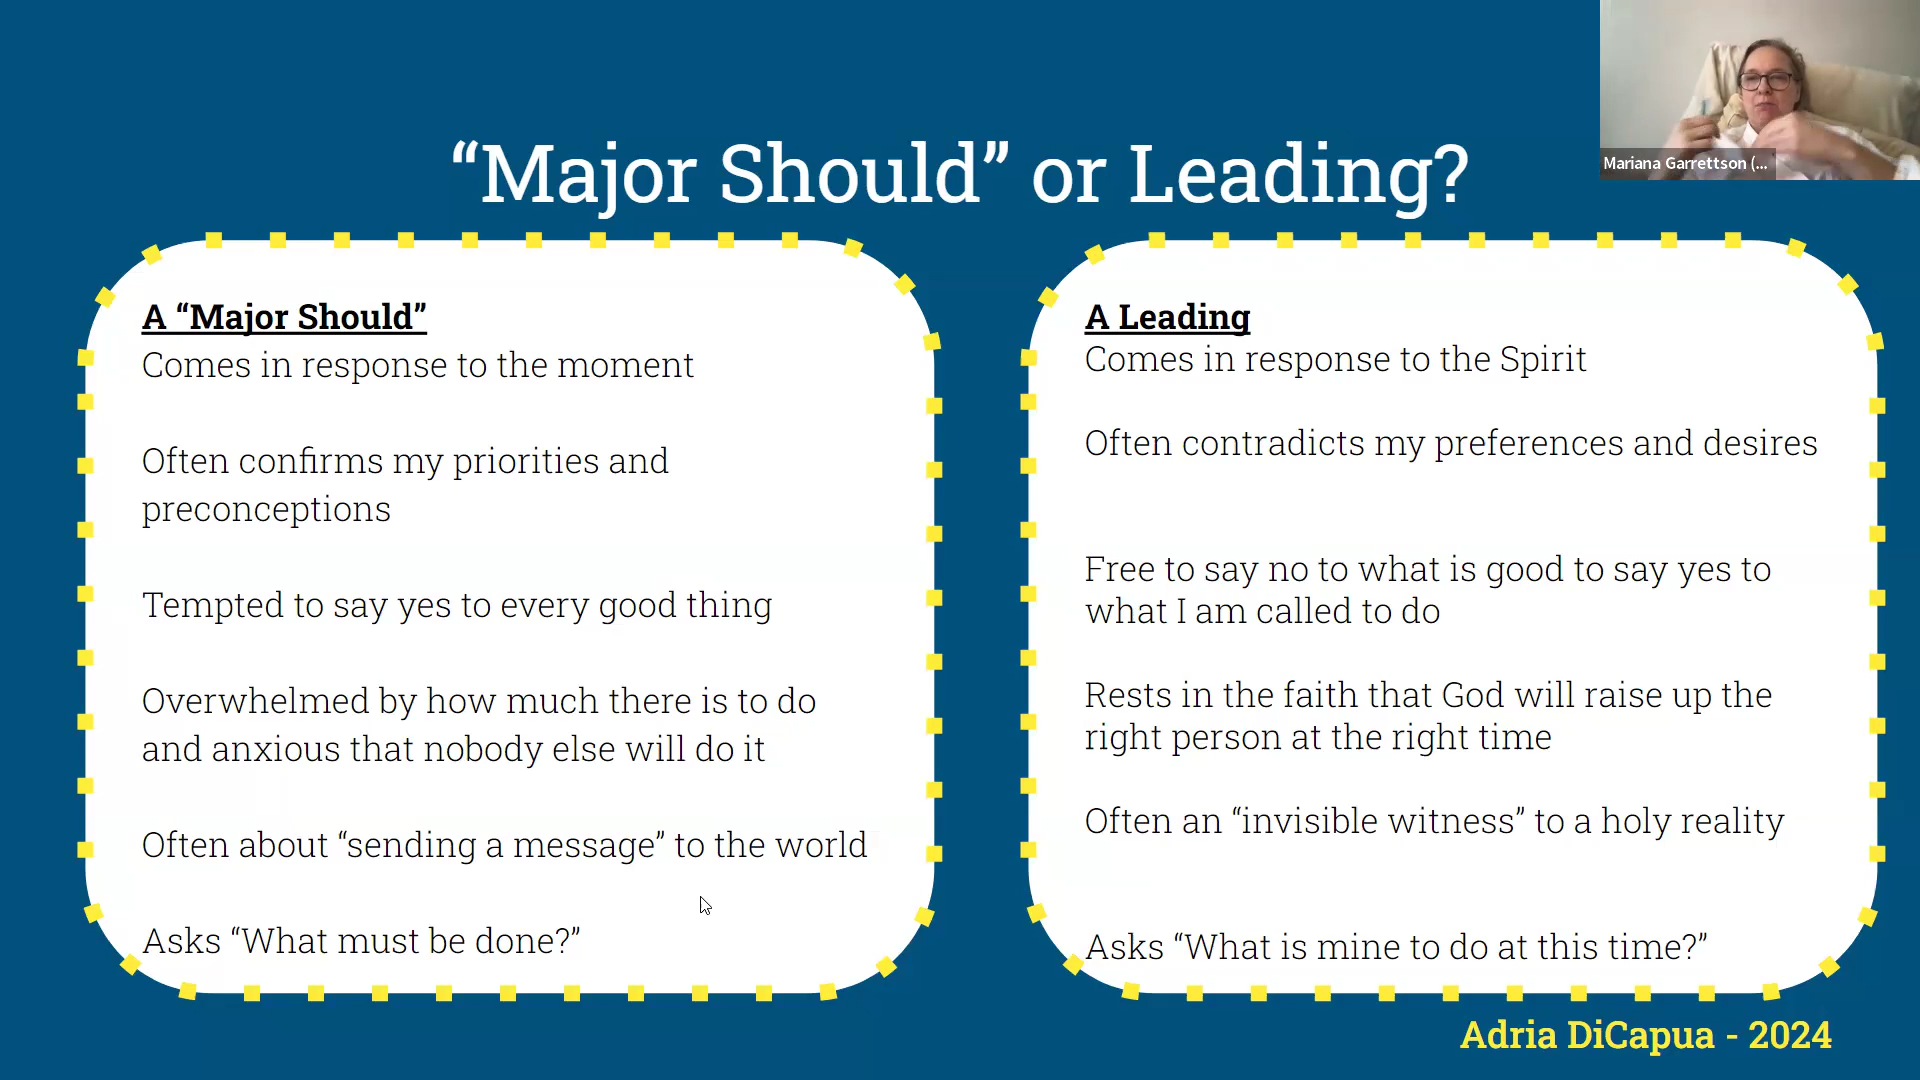 “Major Should” or Leading?
Mariana Garrettson (...
A “Major Should”
Comes in response to the moment
Often confirms my priorities and
preconceptions
Tempted to say yes to every good thing
Overwhelmed by how much there is to do
and anxious that nobody else will do it
Often about “sending a message” to the world
Asks “What must be done?”
A Leading
Comes in response to the Spirit
Often contradicts my preferences and desires
Free to say no to what is good to say yes to
what I am called to do
Rests in the faith that God will raise up the
right person at the right time
Often an “invisible witness” to a holy reality
Asks “What is mine to do at this time?”
Adria DiCapua - 2024